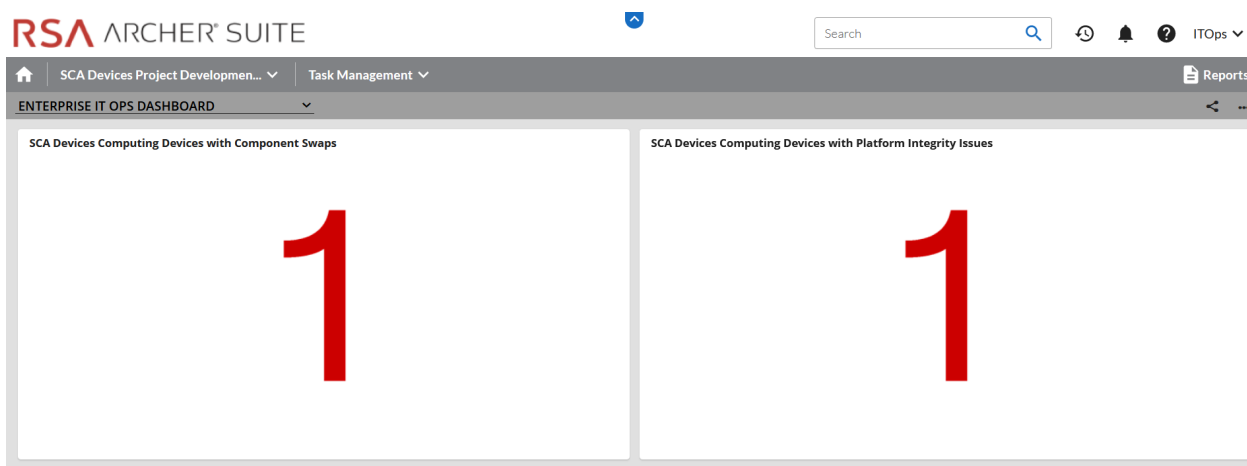 RSA ARCHER® SUITE
Search
ITOps
SCA Devices Project Developmen...
Task Management
Reports
ENTERPRISE IT OPS DASHBOARD
SCA Devices Computing Devices with Component Swaps
SCA Devices Computing Devices with Platform Integrity Issues
1
1